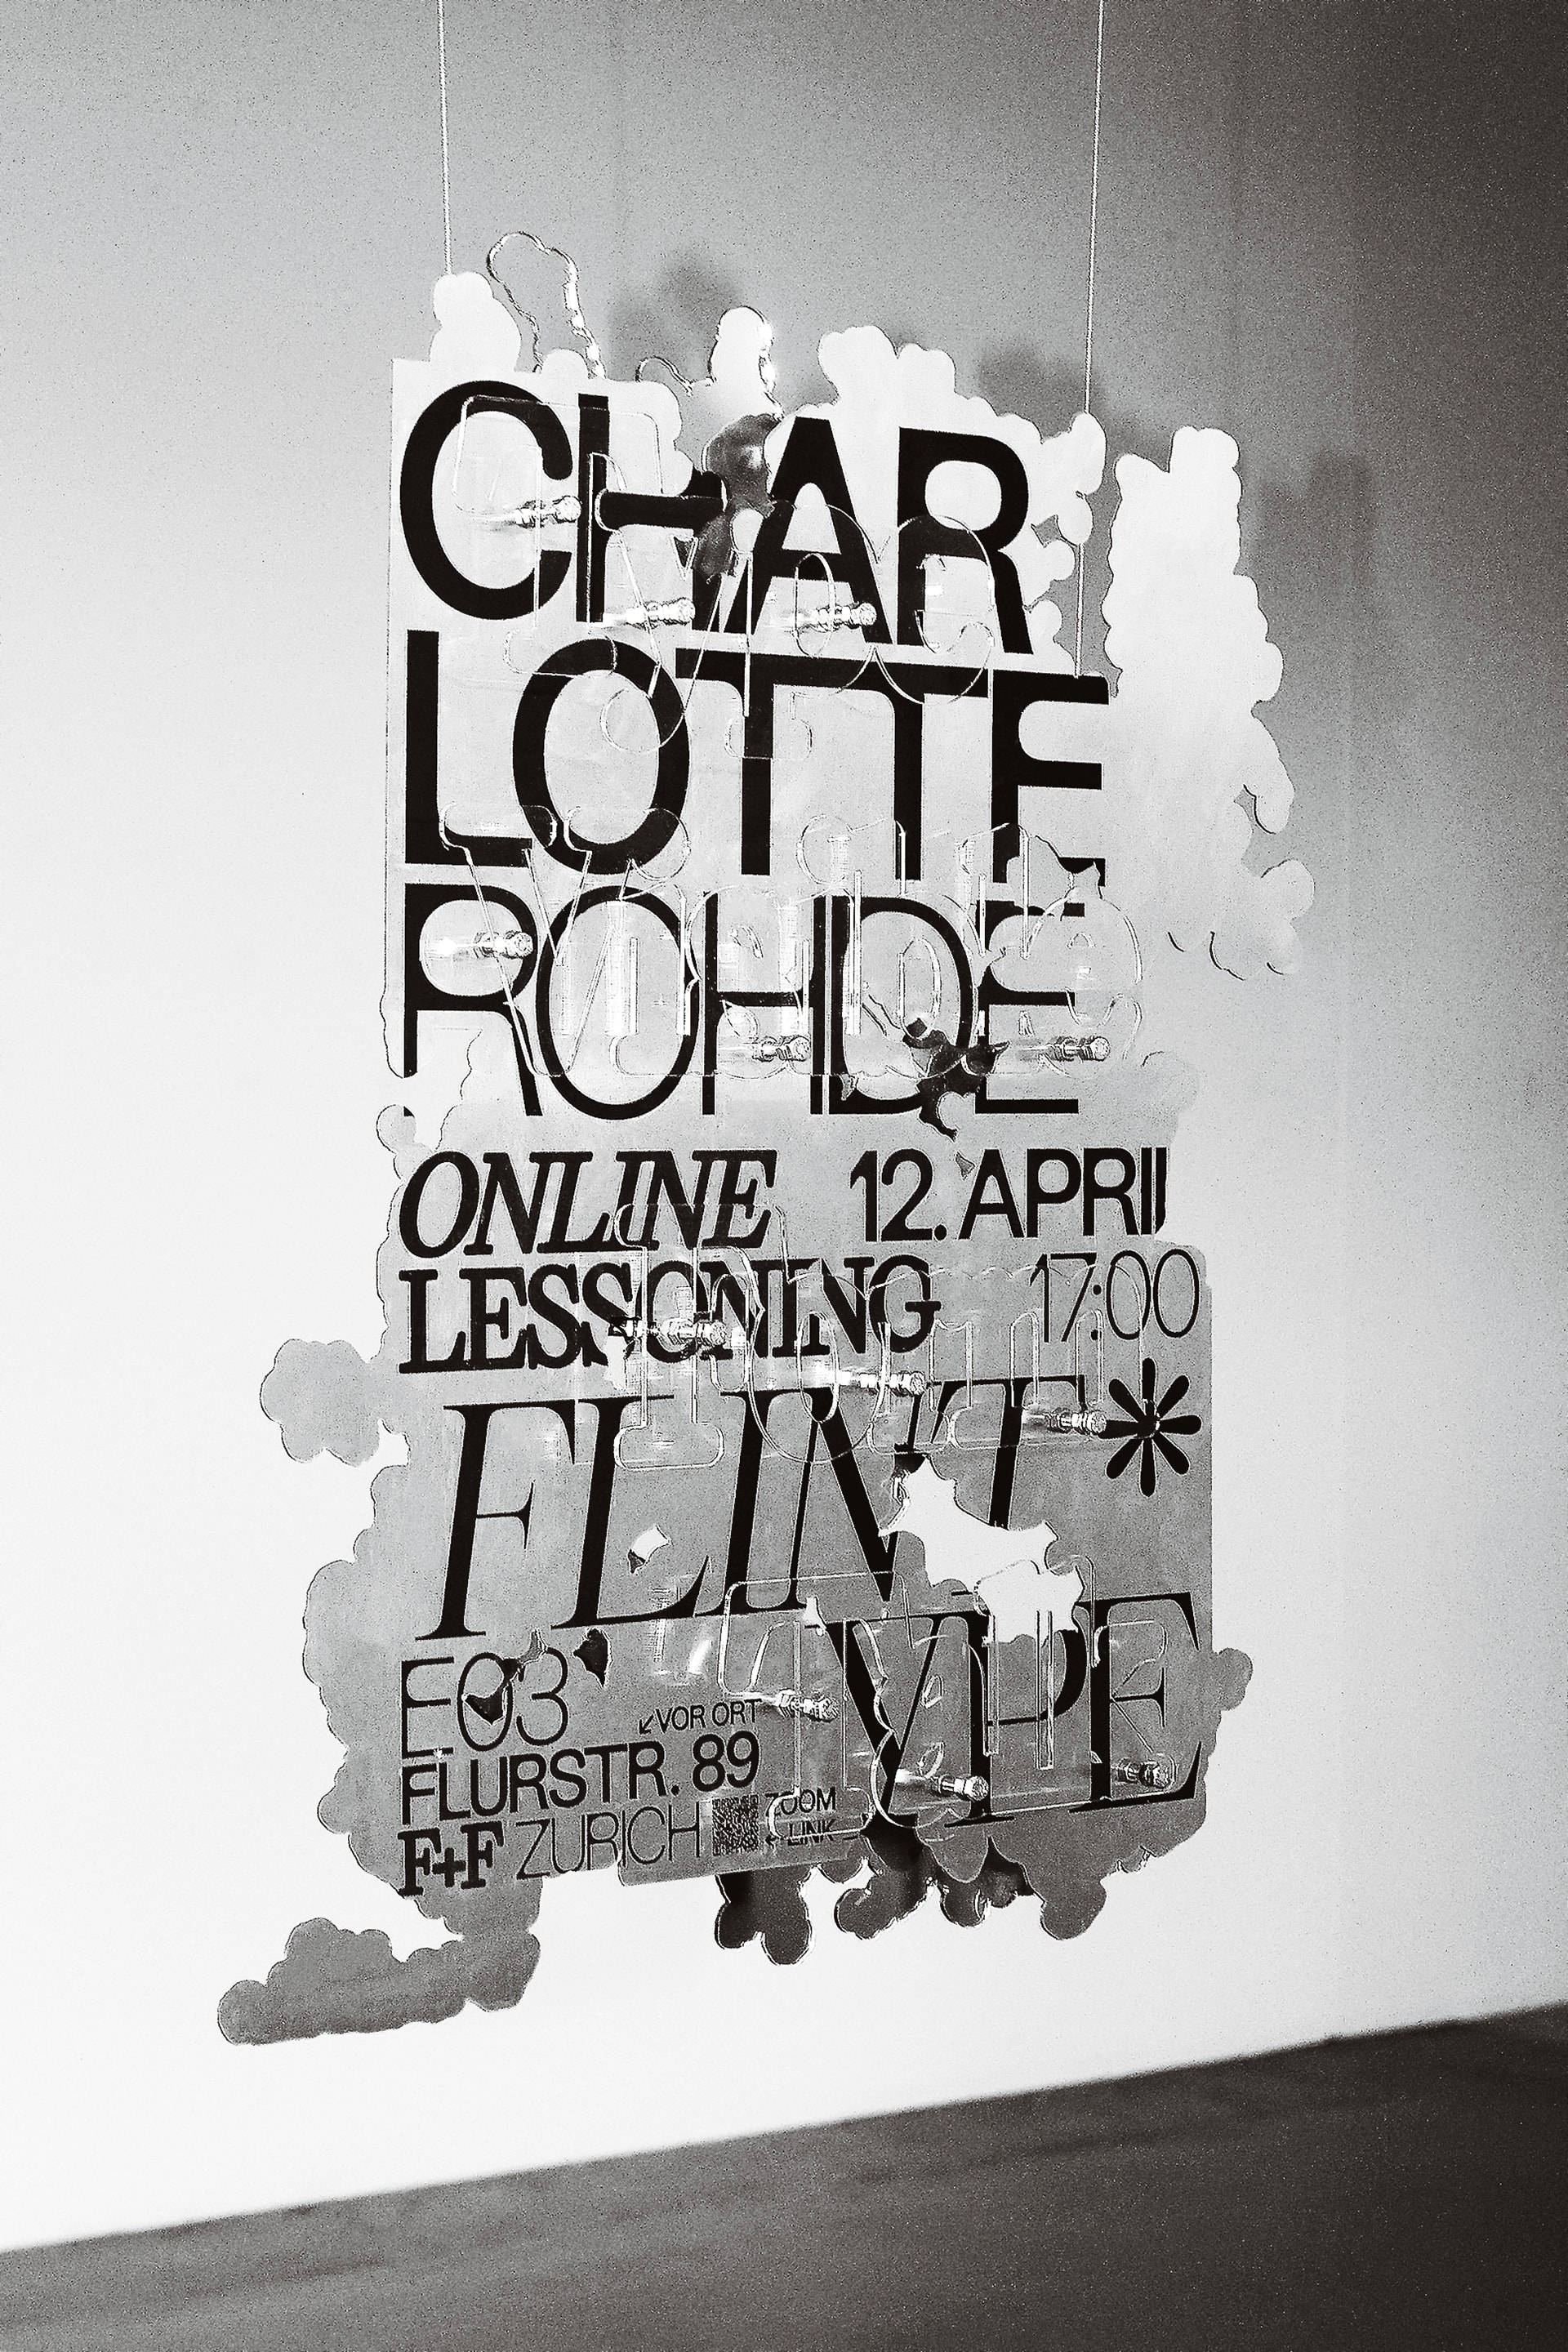 CHAR
LOTTE
ROHDE
ONLINE 12. APRIL
LESSONING 17:00
FLINT*
TYPE
E03
↙VOR ORT
FLURSTR. 89
F+F ZURICH
ZOOM
←LINK